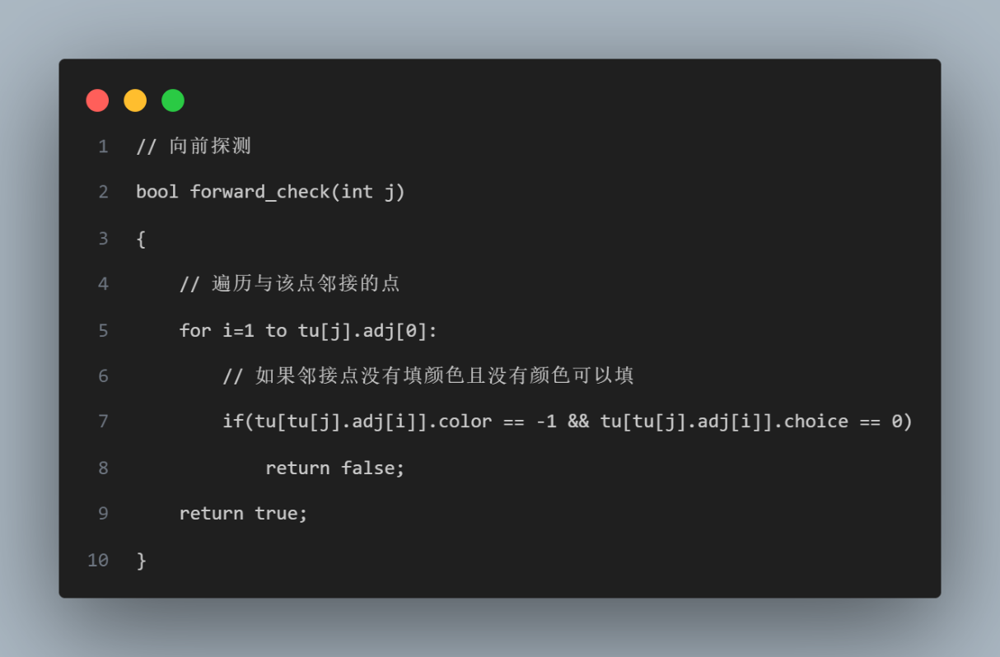 1 // 向前探测
2 bool forward_check(int j)
3 {
4 // 遍历与该点邻接的点
5 for i=1 to tu[j].adj[0]:
6 // 如果邻接点没有填颜色且没有颜色可以填
7 if(tu[tu[j].adj[i]].color == -1 && tu[tu[j].adj[i]].choice == 0)
8 return false;
9 return true;
10 }